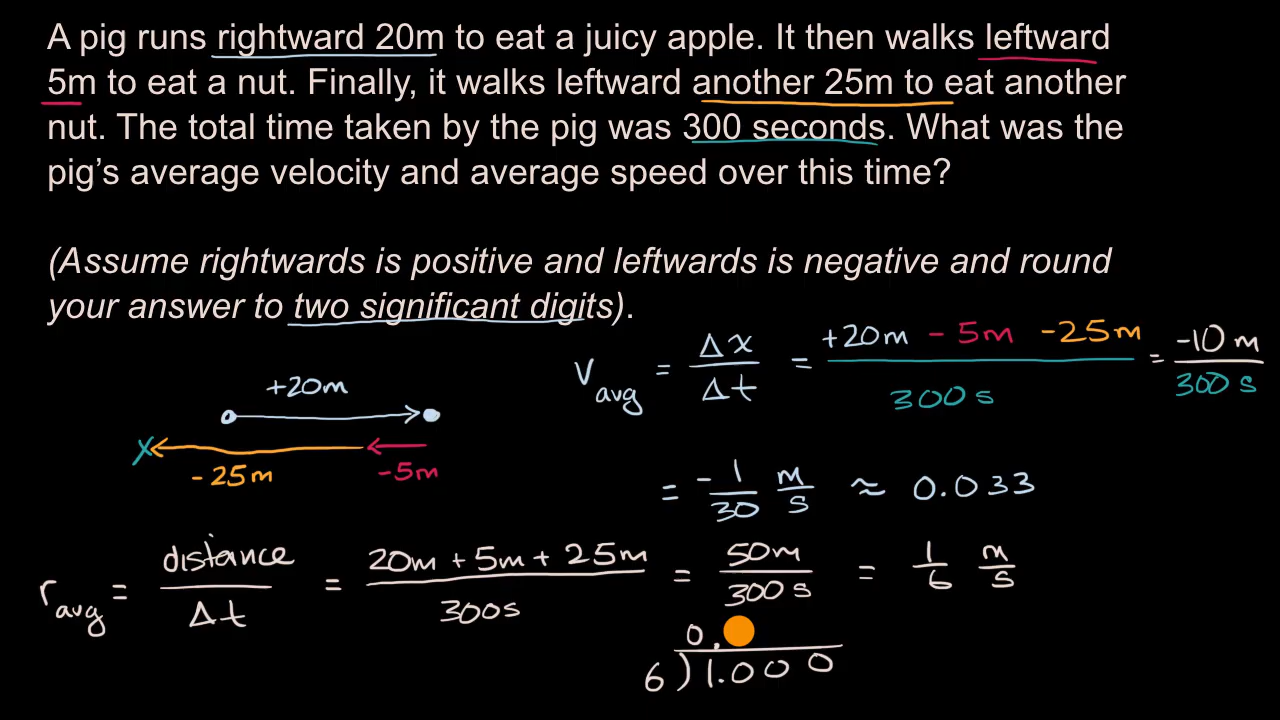 A pig runs rightward 20m to eat a juicy apple. It then walks leftward
5m to eat a nut. Finally, it walks leftward another 25m to eat another
nut. The total time taken by the pig was 300 seconds. What was the
pig's average velocity and average speed over this time?
(Assume rightwards is positive and leftwards is negative and round
your answer to two significant digits).
v avg = Δx / Δt = +20m - 5m - 25m / 300 s = -10 m / 300 s
+20m
-25m -5m
= -1/30 m/s ≈ 0.033
r avg = distance / Δt = 20m + 5m + 25m / 300s = 50m / 300 s = 1/6 m/s
0.
6 ) 1.000